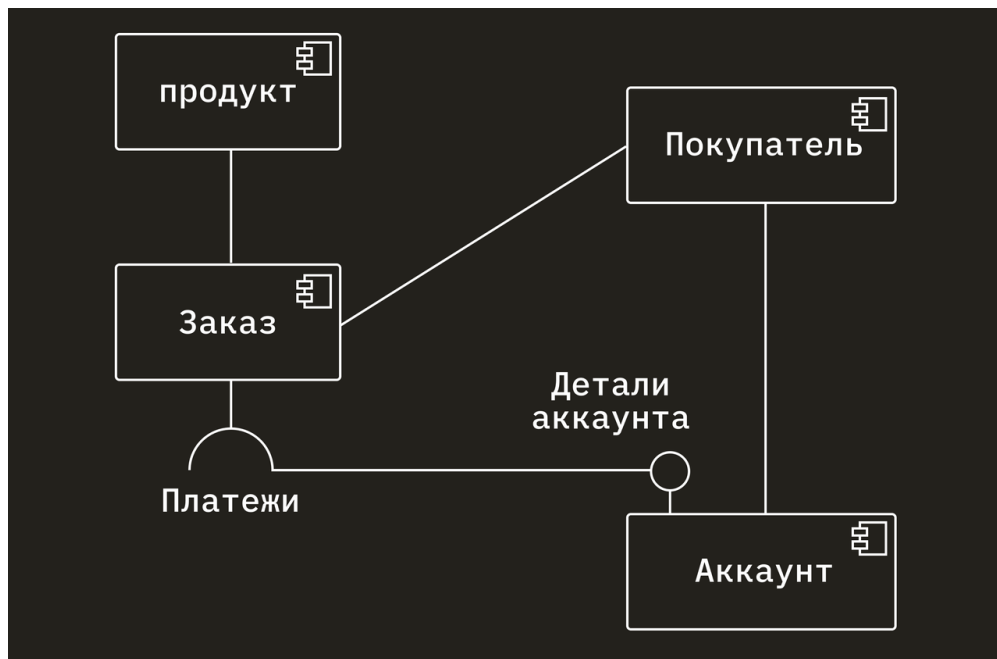 продукт
Покупатель
Заказ
Детали
аккаунта
Платежи
Аккаунт